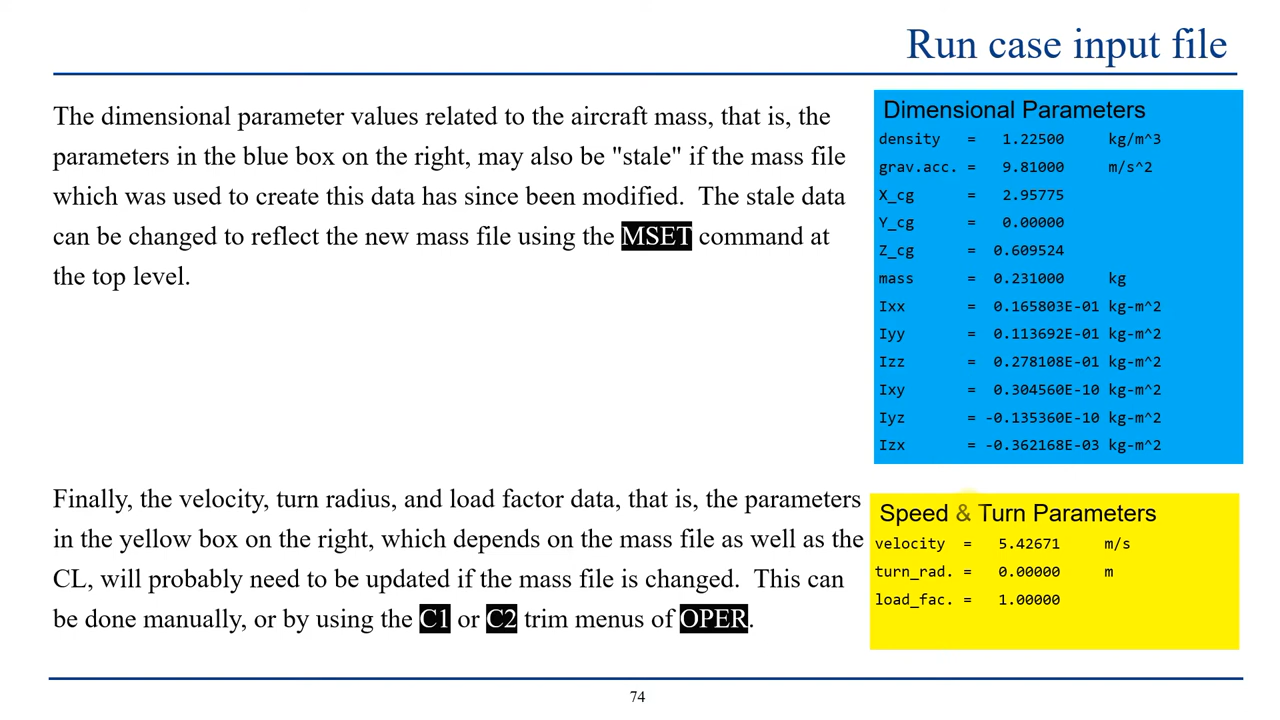 Run case input file
The dimensional parameter values related to the aircraft mass, that is, the
parameters in the blue box on the right, may also be "stale" if the mass file
which was used to create this data has since been modified. The stale data
can be changed to reflect the new mass file using the MSET command at
the top level.
Dimensional Parameters
density = 1.22500 kg/m^3
grav.acc. = 9.81000 m/s^2
X_cg = 2.95775
Y_cg = 0.00000
Z_cg = 0.609524
mass = 0.231000 kg
Ixx = 0.165803E-01 kg-m^2
Iyy = 0.113692E-01 kg-m^2
Izz = 0.278108E-01 kg-m^2
Ixy = 0.304560E-10 kg-m^2
Iyz = -0.135360E-10 kg-m^2
Izx = -0.362168E-03 kg-m^2
Finally, the velocity, turn radius, and load factor data, that is, the parameters
in the yellow box on the right, which depends on the mass file as well as the
CL, will probably need to be updated if the mass file is changed. This can
be done manually, or by using the C1 or C2 trim menus of OPER.
Speed & Turn Parameters
velocity = 5.42671 m/s
turn_rad. = 0.00000 m
load_fac. = 1.00000
74